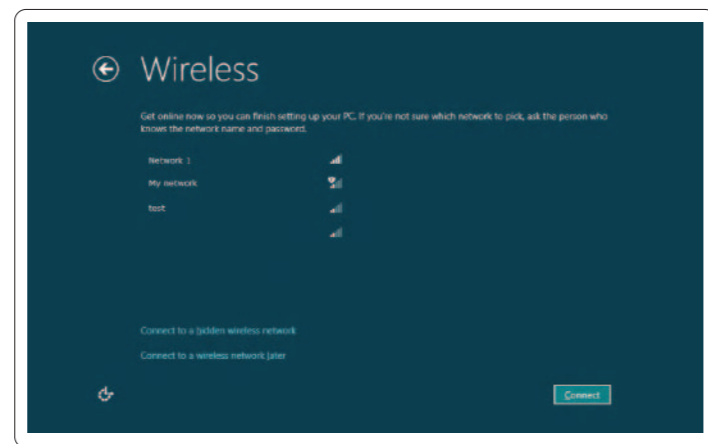 Wireless
Get online now so you can finish setting up your PC. If you're not sure which network to pick, ask the person who
knows the network name and password.
Network 1
My network
test
Connect to a hidden wireless network
Connect to a wireless network later
Connect